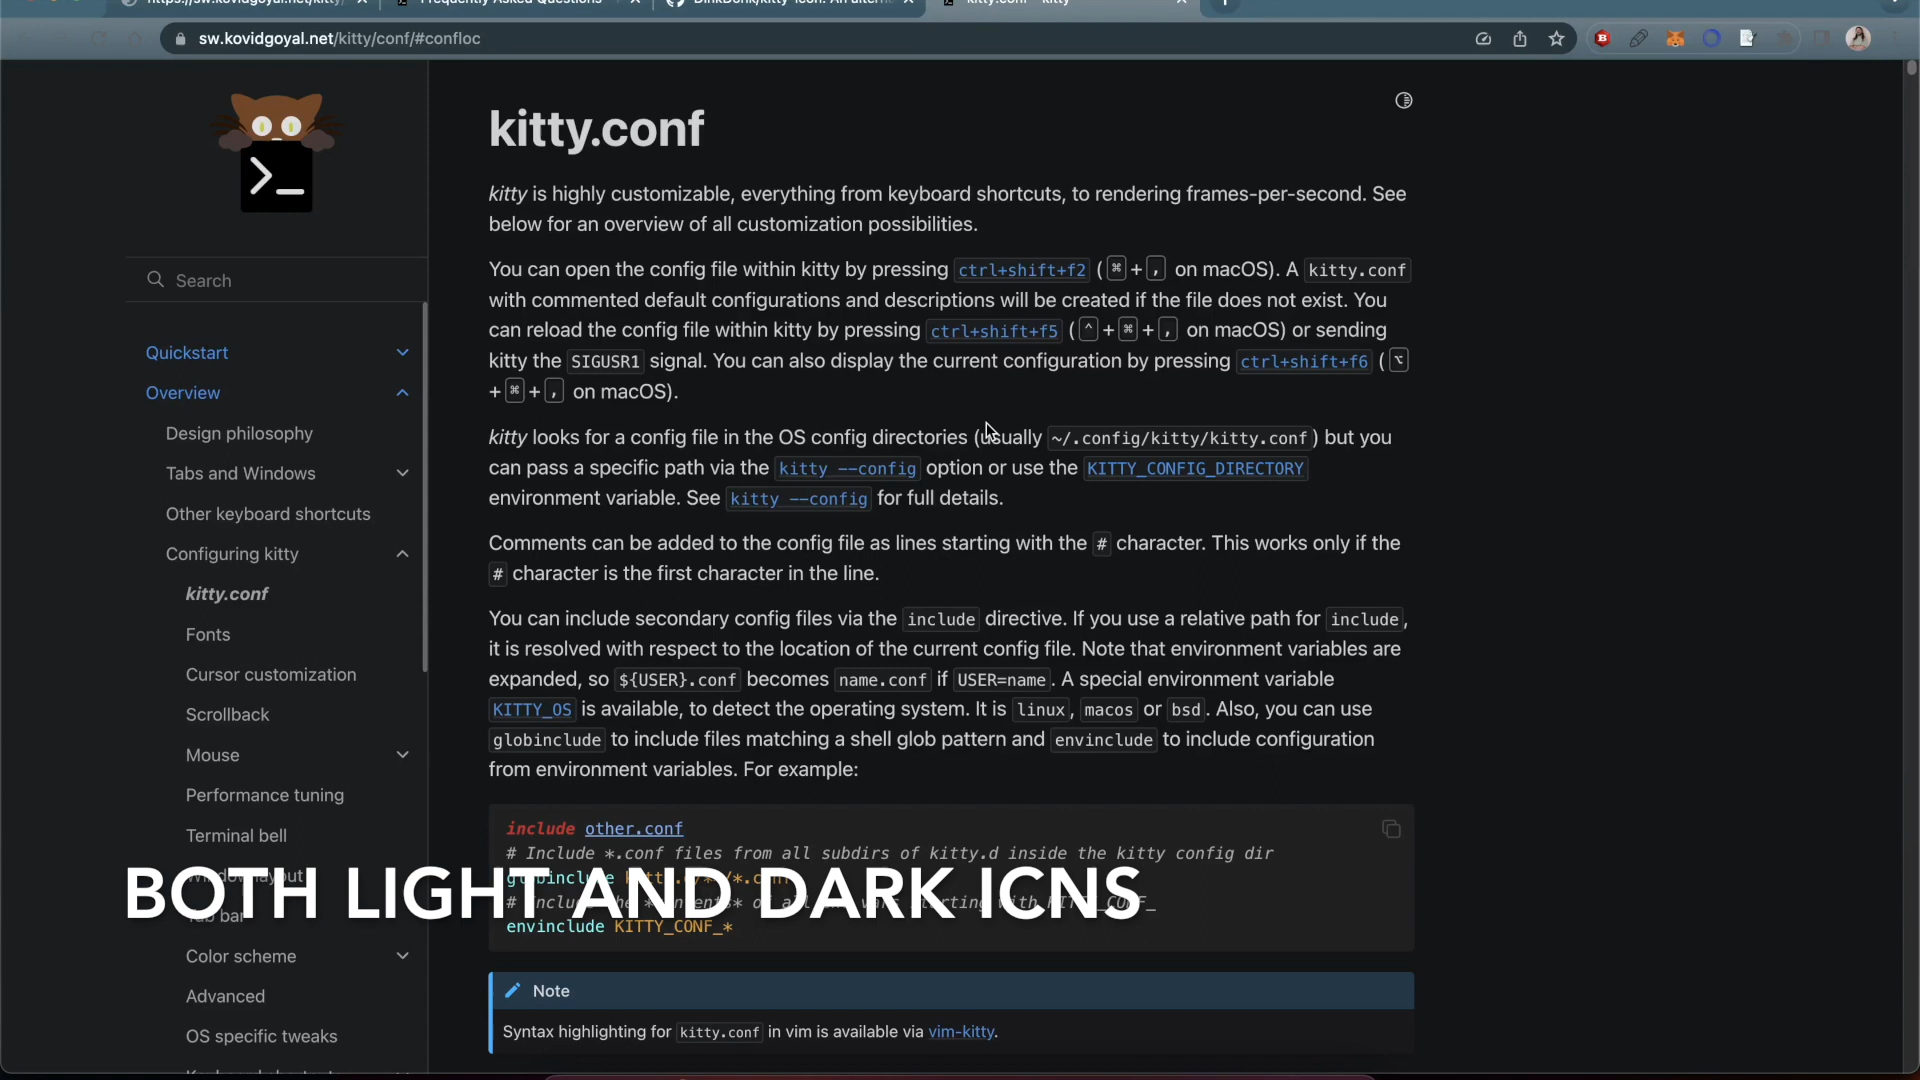 Frequently Asked Questions
kitty.conf - kitty
sw.kovidgoyal.net/kitty/conf/#confloc
Search
Quickstart
Overview
Design philosophy
Tabs and Windows
Other keyboard shortcuts
Configuring kitty
kitty.conf
Fonts
Cursor customization
Scrollback
Mouse
Performance tuning
Terminal bell
Tab bar
Color scheme
Advanced
OS specific tweaks
kitty.conf
kitty is highly customizable, everything from keyboard shortcuts, to rendering frames-per-second. See
below for an overview of all customization possibilities.
You can open the config file within kitty by pressing ctrl+shift+f2 (⌘+, on macOS). A kitty.conf
with commented default configurations and descriptions will be created if the file does not exist. You
can reload the config file within kitty by pressing ctrl+shift+f5 (⌃+⌘+, on macOS) or sending
kitty the SIGUSR1 signal. You can also display the current configuration by pressing ctrl+shift+f6 (⌥
+⌘+, on macOS).
kitty looks for a config file in the OS config directories (usually ~/.config/kitty/kitty.conf) but you
can pass a specific path via the kitty --config option or use the KITTY_CONFIG_DIRECTORY
environment variable. See kitty --config for full details.
Comments can be added to the config file as lines starting with the # character. This works only if the
# character is the first character in the line.
You can include secondary config files via the include directive. If you use a relative path for include,
it is resolved with respect to the location of the current config file. Note that environment variables are
expanded, so ${USER}.conf becomes name.conf if USER=name. A special environment variable
KITTY_OS is available, to detect the operating system. It is linux, macos or bsd. Also, you can use
globinclude to include files matching a shell glob pattern and envinclude to include configuration
from environment variables. For example:
include other.conf
# Include *.conf files from all subdirs of kitty.d inside the kitty config dir
BOTH LIGHT AND DARK ICNS
envinclude KITTY_CONF_*
Note
Syntax highlighting for kitty.conf in vim is available via vim-kitty.